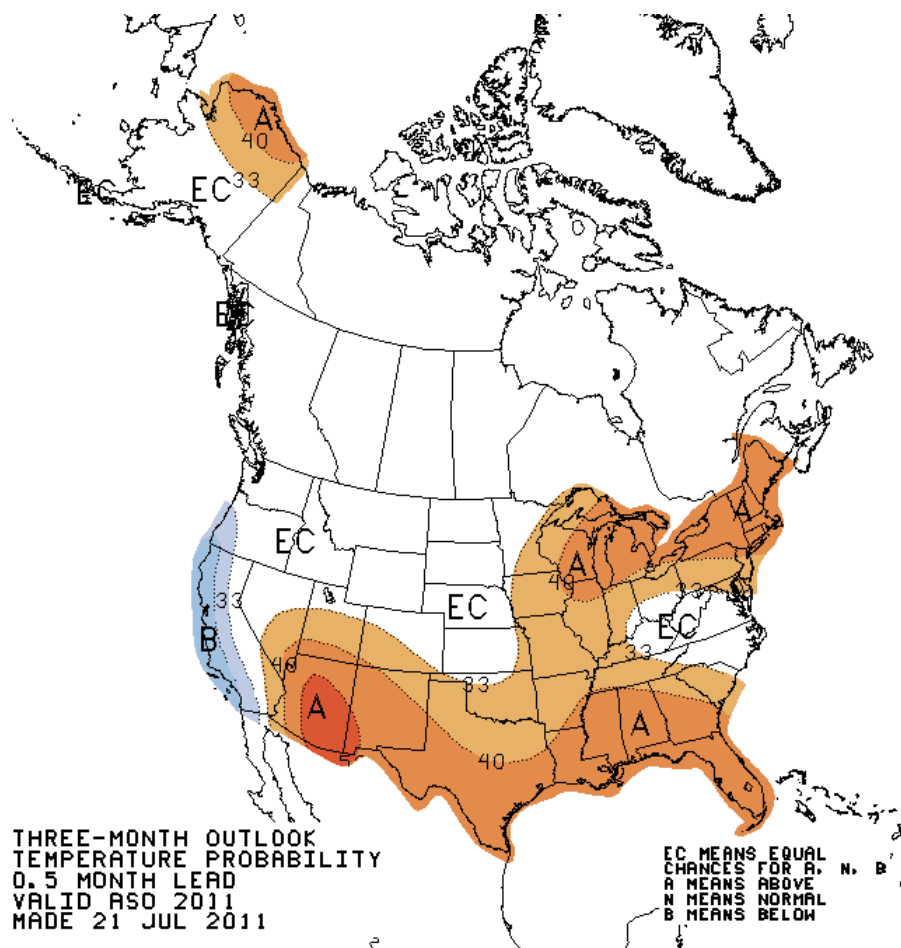 A
40
33
EC
EC
EC
A
EC
A
40
EC
33
EC
33
B
40
33
A
A
40
THREE-MONTH OUTLOOK
TEMPERATURE PROBABILITY
0.5 MONTH LEAD
VALID ASO 2011
MADE 21 JUL 2011
EC MEANS EQUAL
CHANCES FOR A, N, B
A MEANS ABOVE
N MEANS NORMAL
B MEANS BELOW